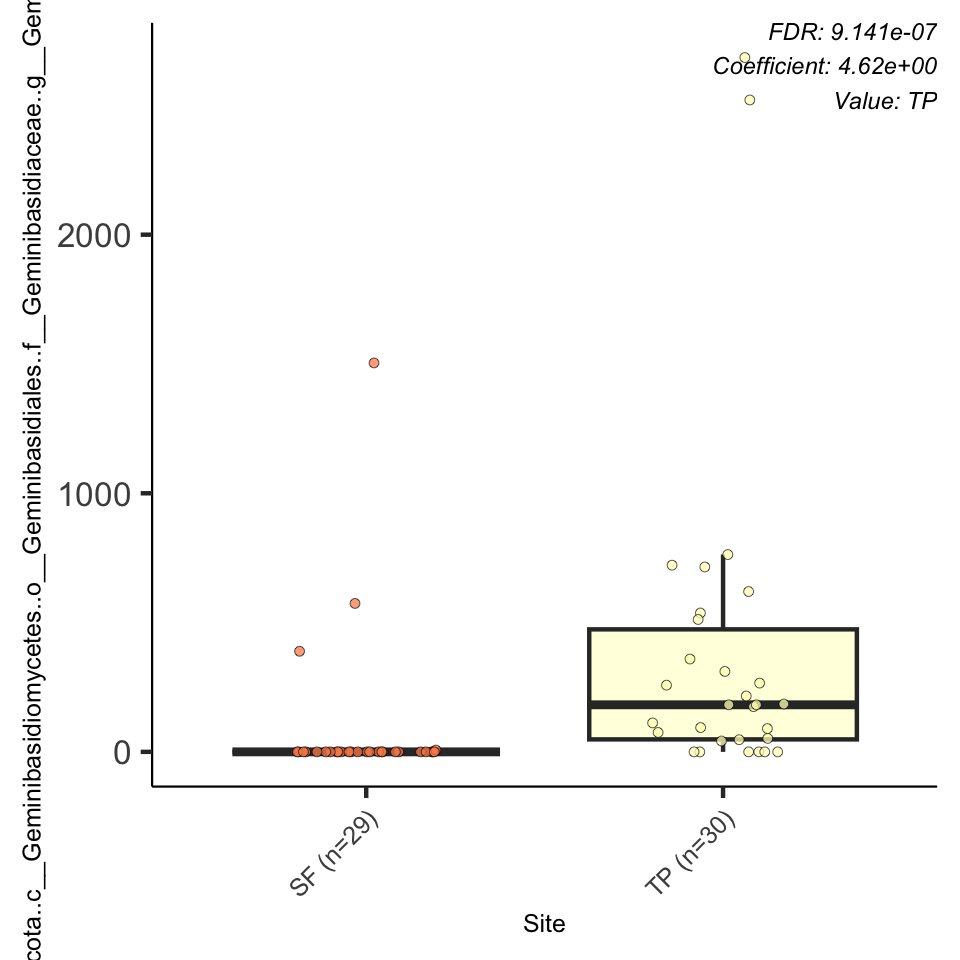 FDR: 9.141e-07
Coefficient: 4.62e+00
Value: TP
cota..c__Geminibasidiomycetes..o__Geminibasidiales..f__Geminibasidiaceae..g__Gem
2000
1000
0
SF (n=29)
TP (n=30)
Site